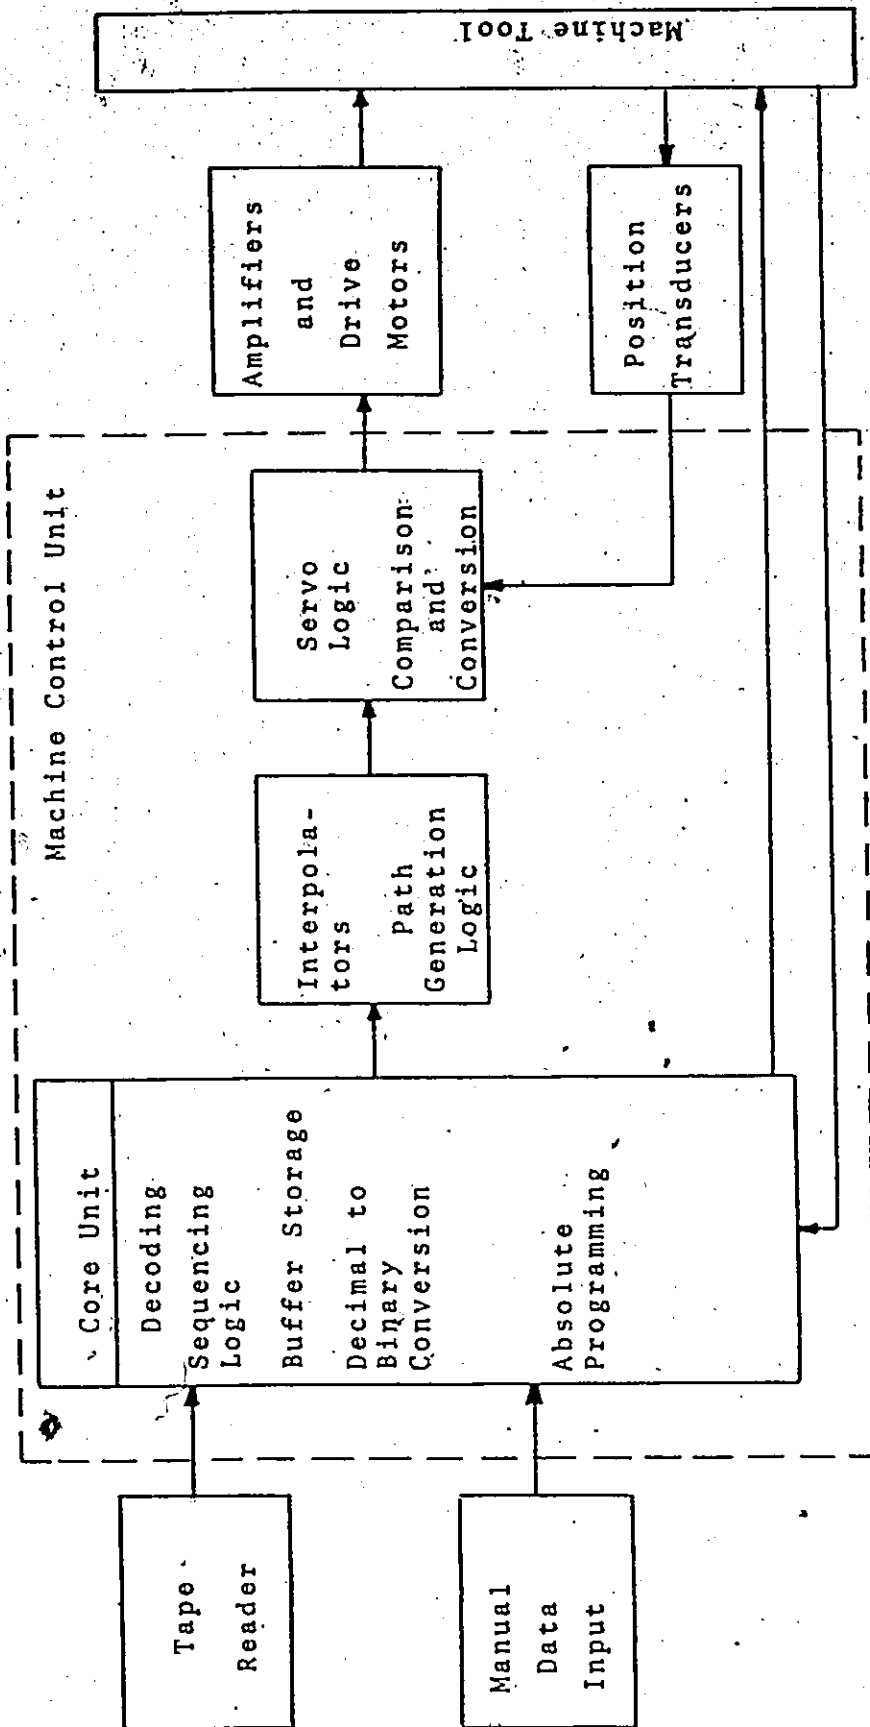 Machine Control Unit
Tape
Reader
Manual
Data
Input
Core Unit
Decoding
Sequencing
Logic
Buffer Storage
Decimal to
Binary
Conversion
Absolute
Programming
Interpola-
tors
Path
Generation
Logic
Servo
Logic
Comparison
and
Conversion
Amplifiers
and
Drive
Motors
Position
Transducers
Machine Tool